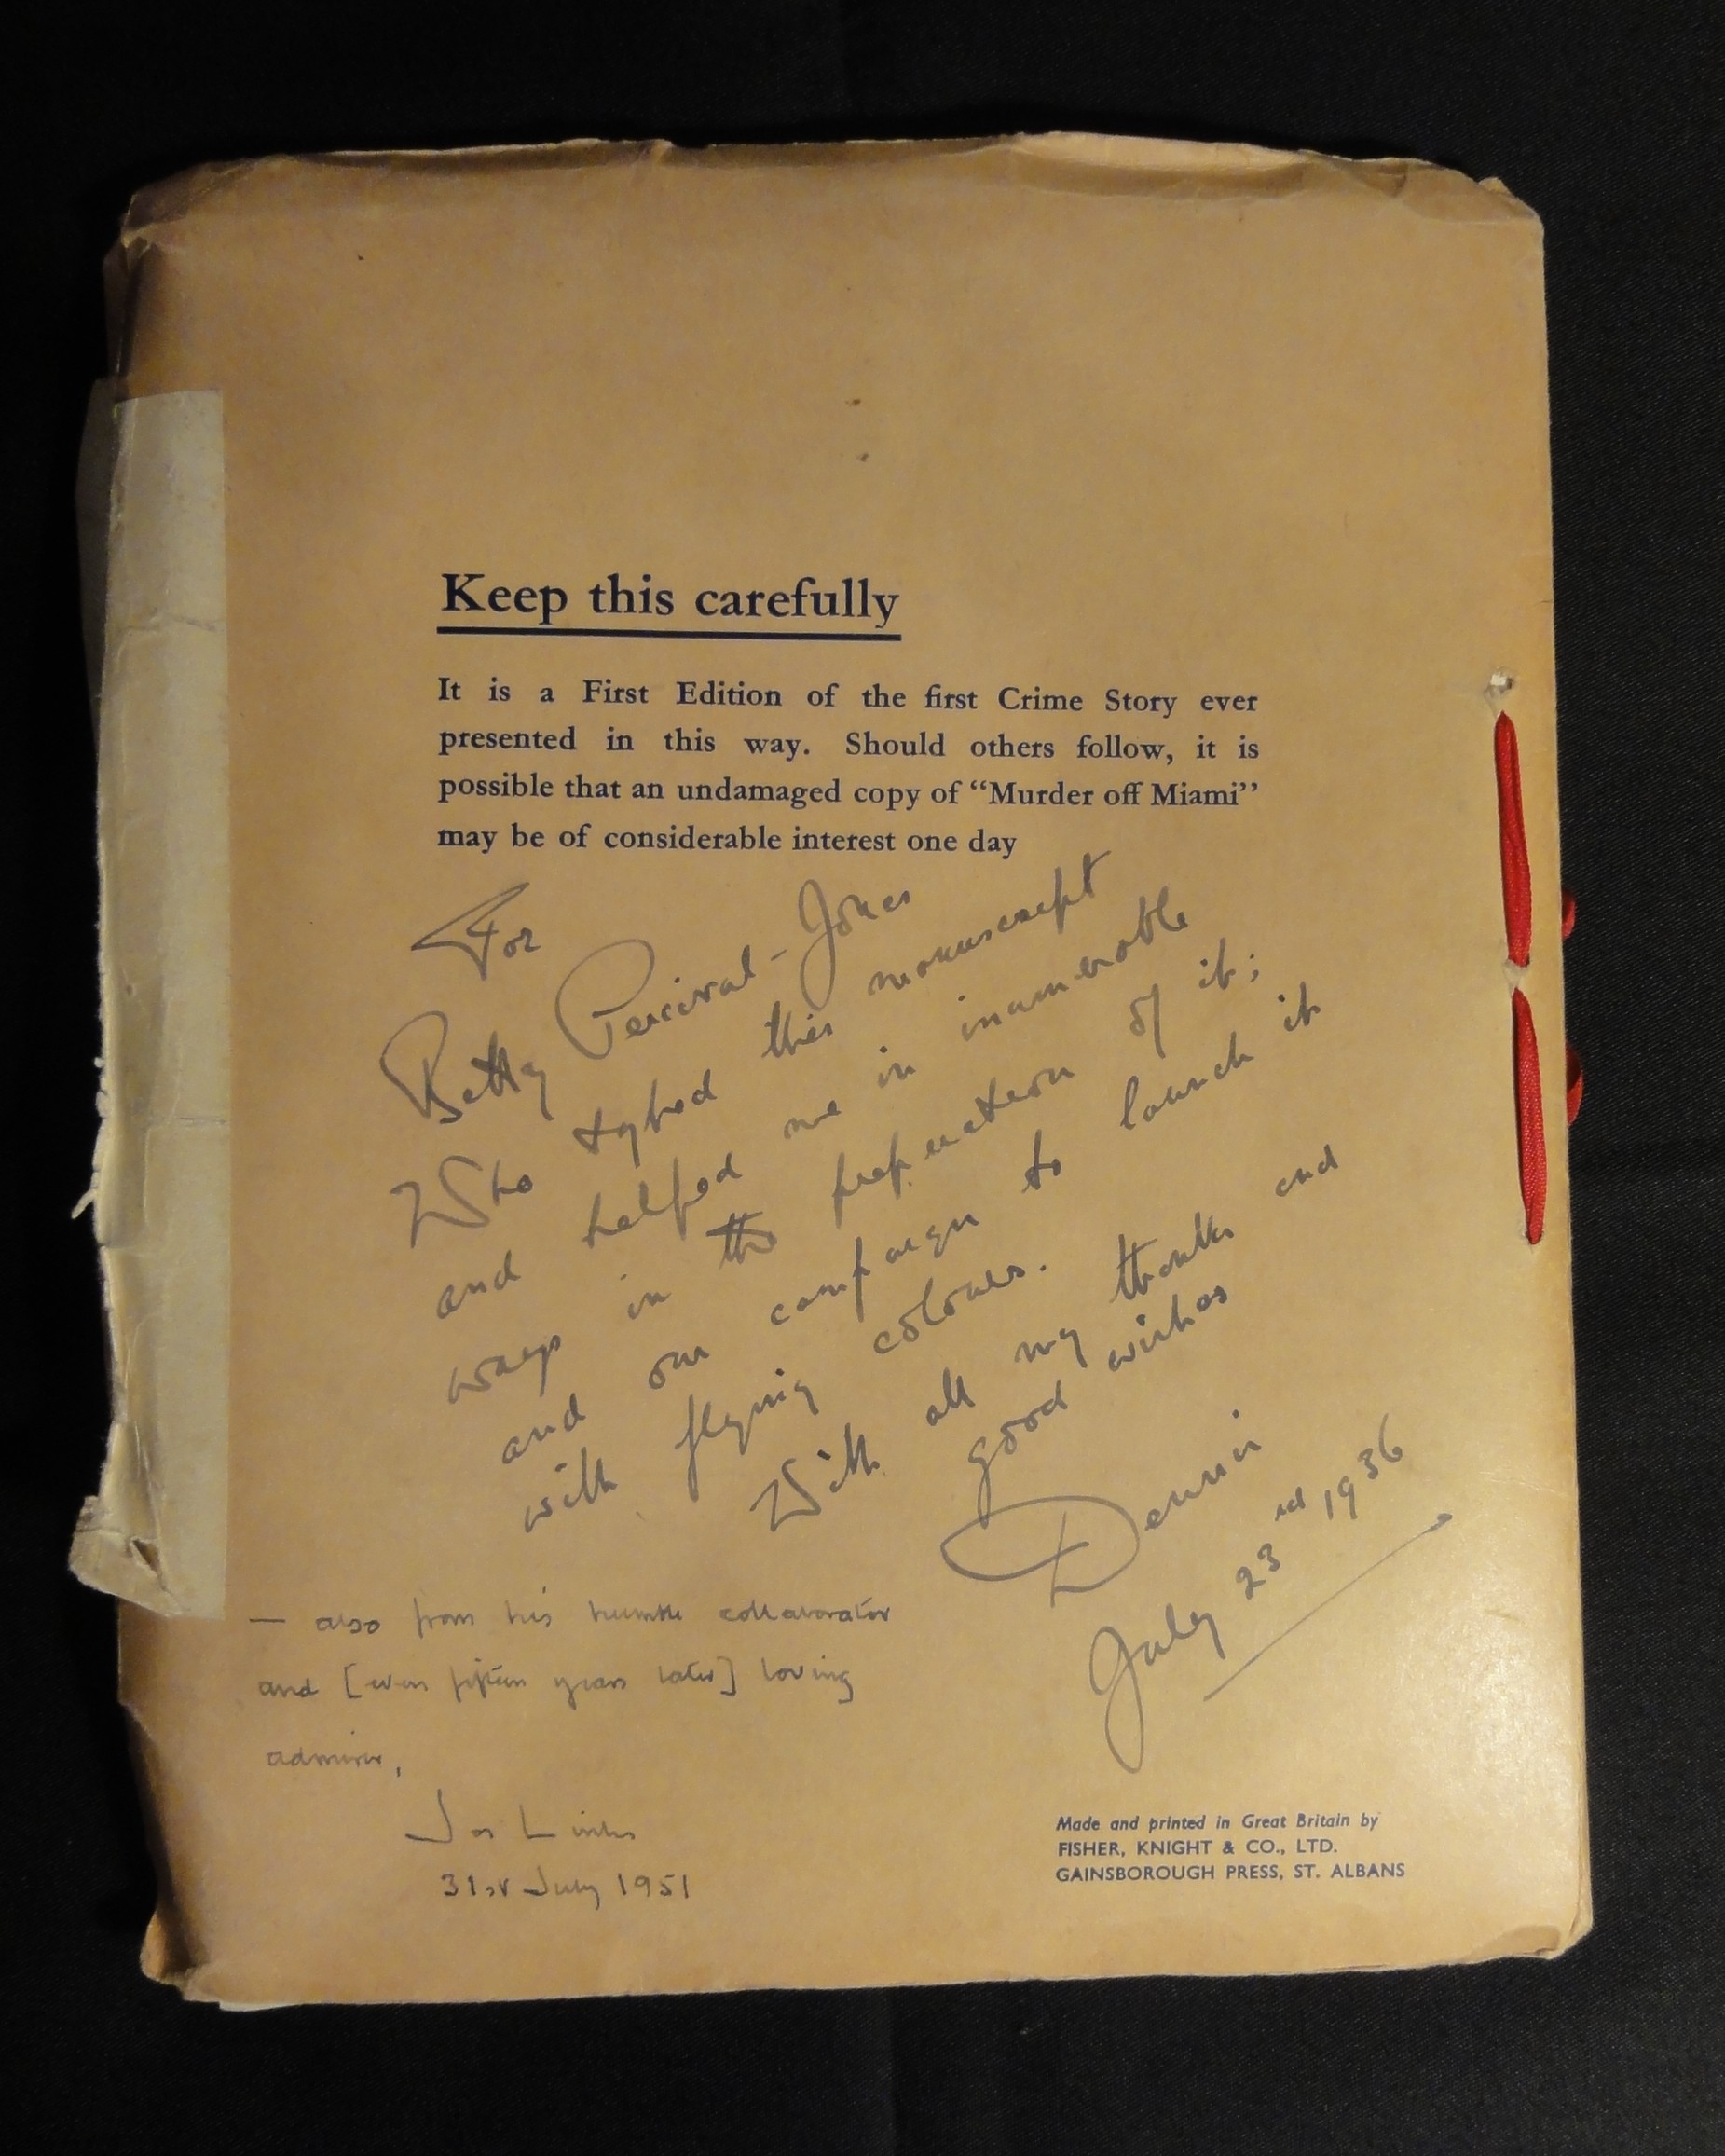 Keep this carefully
It is a First Edition of the first Crime Story ever
presented in this way. Should others follow, it is
possible that an undamaged copy of “Murder off Miami”
may be of considerable interest one day
For
Betty Percival-Jones
Who typed this manuscript
and helped me in inumerable
ways in the preperation of it;
and our campaign to launch it
with flying colours.
With all my thanks and
good wishes
Dennis
July 23rd 1936
— also from his humble collaborator
and [even fifteen years later] loving
admirer,
Joe Links
31st July 1951
Made and printed in Great Britain by
FISHER, KNIGHT & CO., LTD.
GAINSBOROUGH PRESS, ST. ALBANS